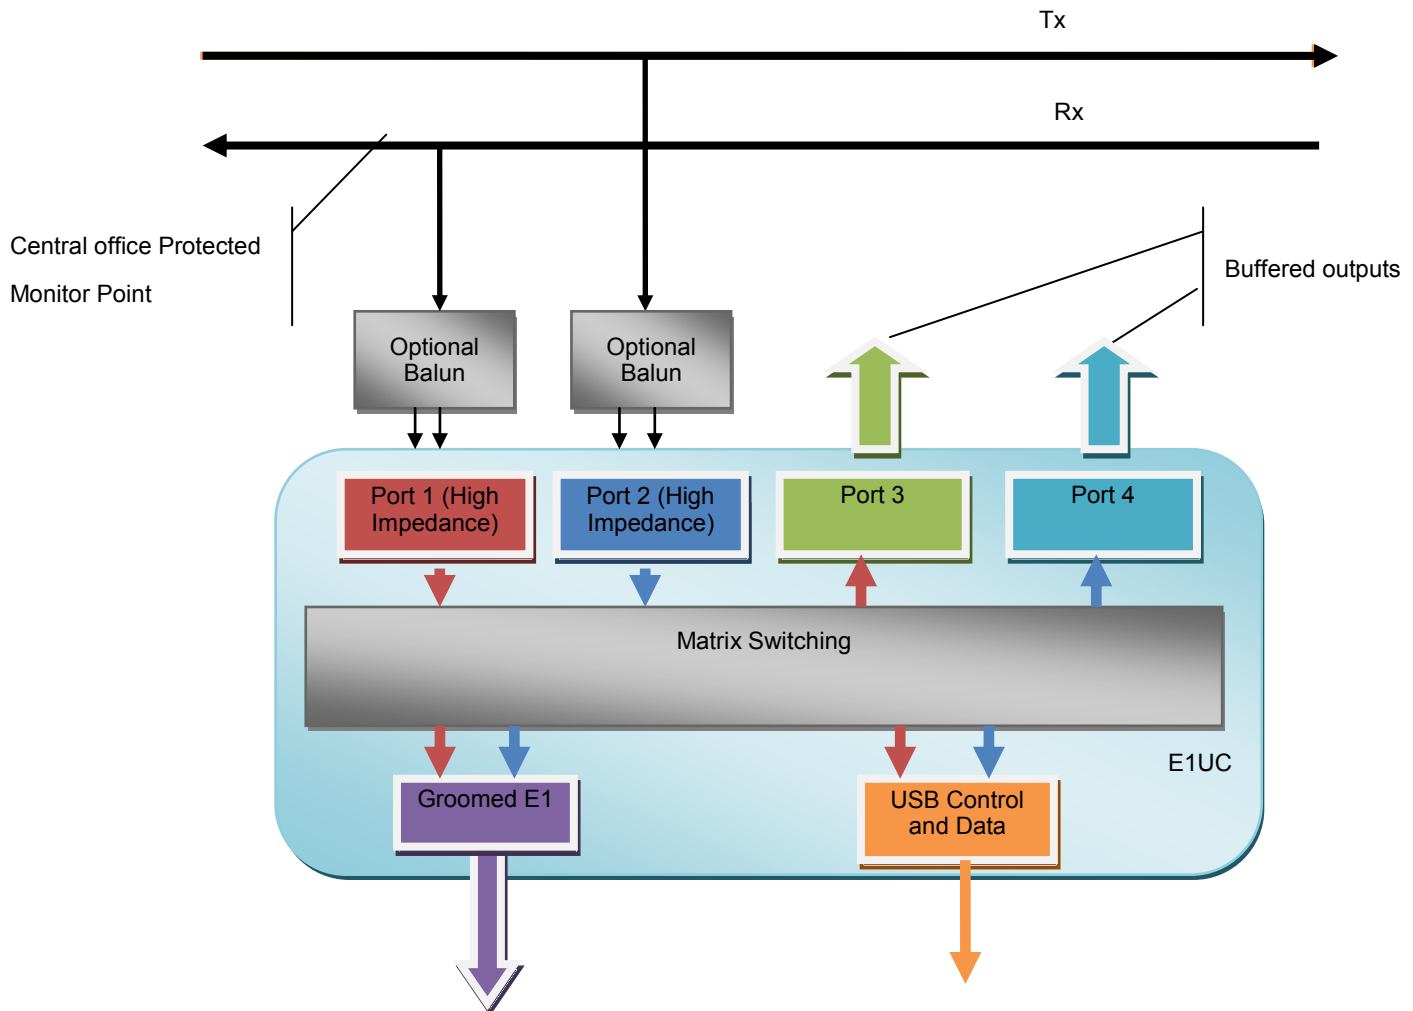 Tx
Rx
Central office Protected
Monitor Point
Buffered outputs
Optional
Balun
Optional
Balun
Port 1 (High
Impedance)
Port 2 (High
Impedance)
Port 3
Port 4
Matrix Switching
E1UC
Groomed E1
USB Control
and Data